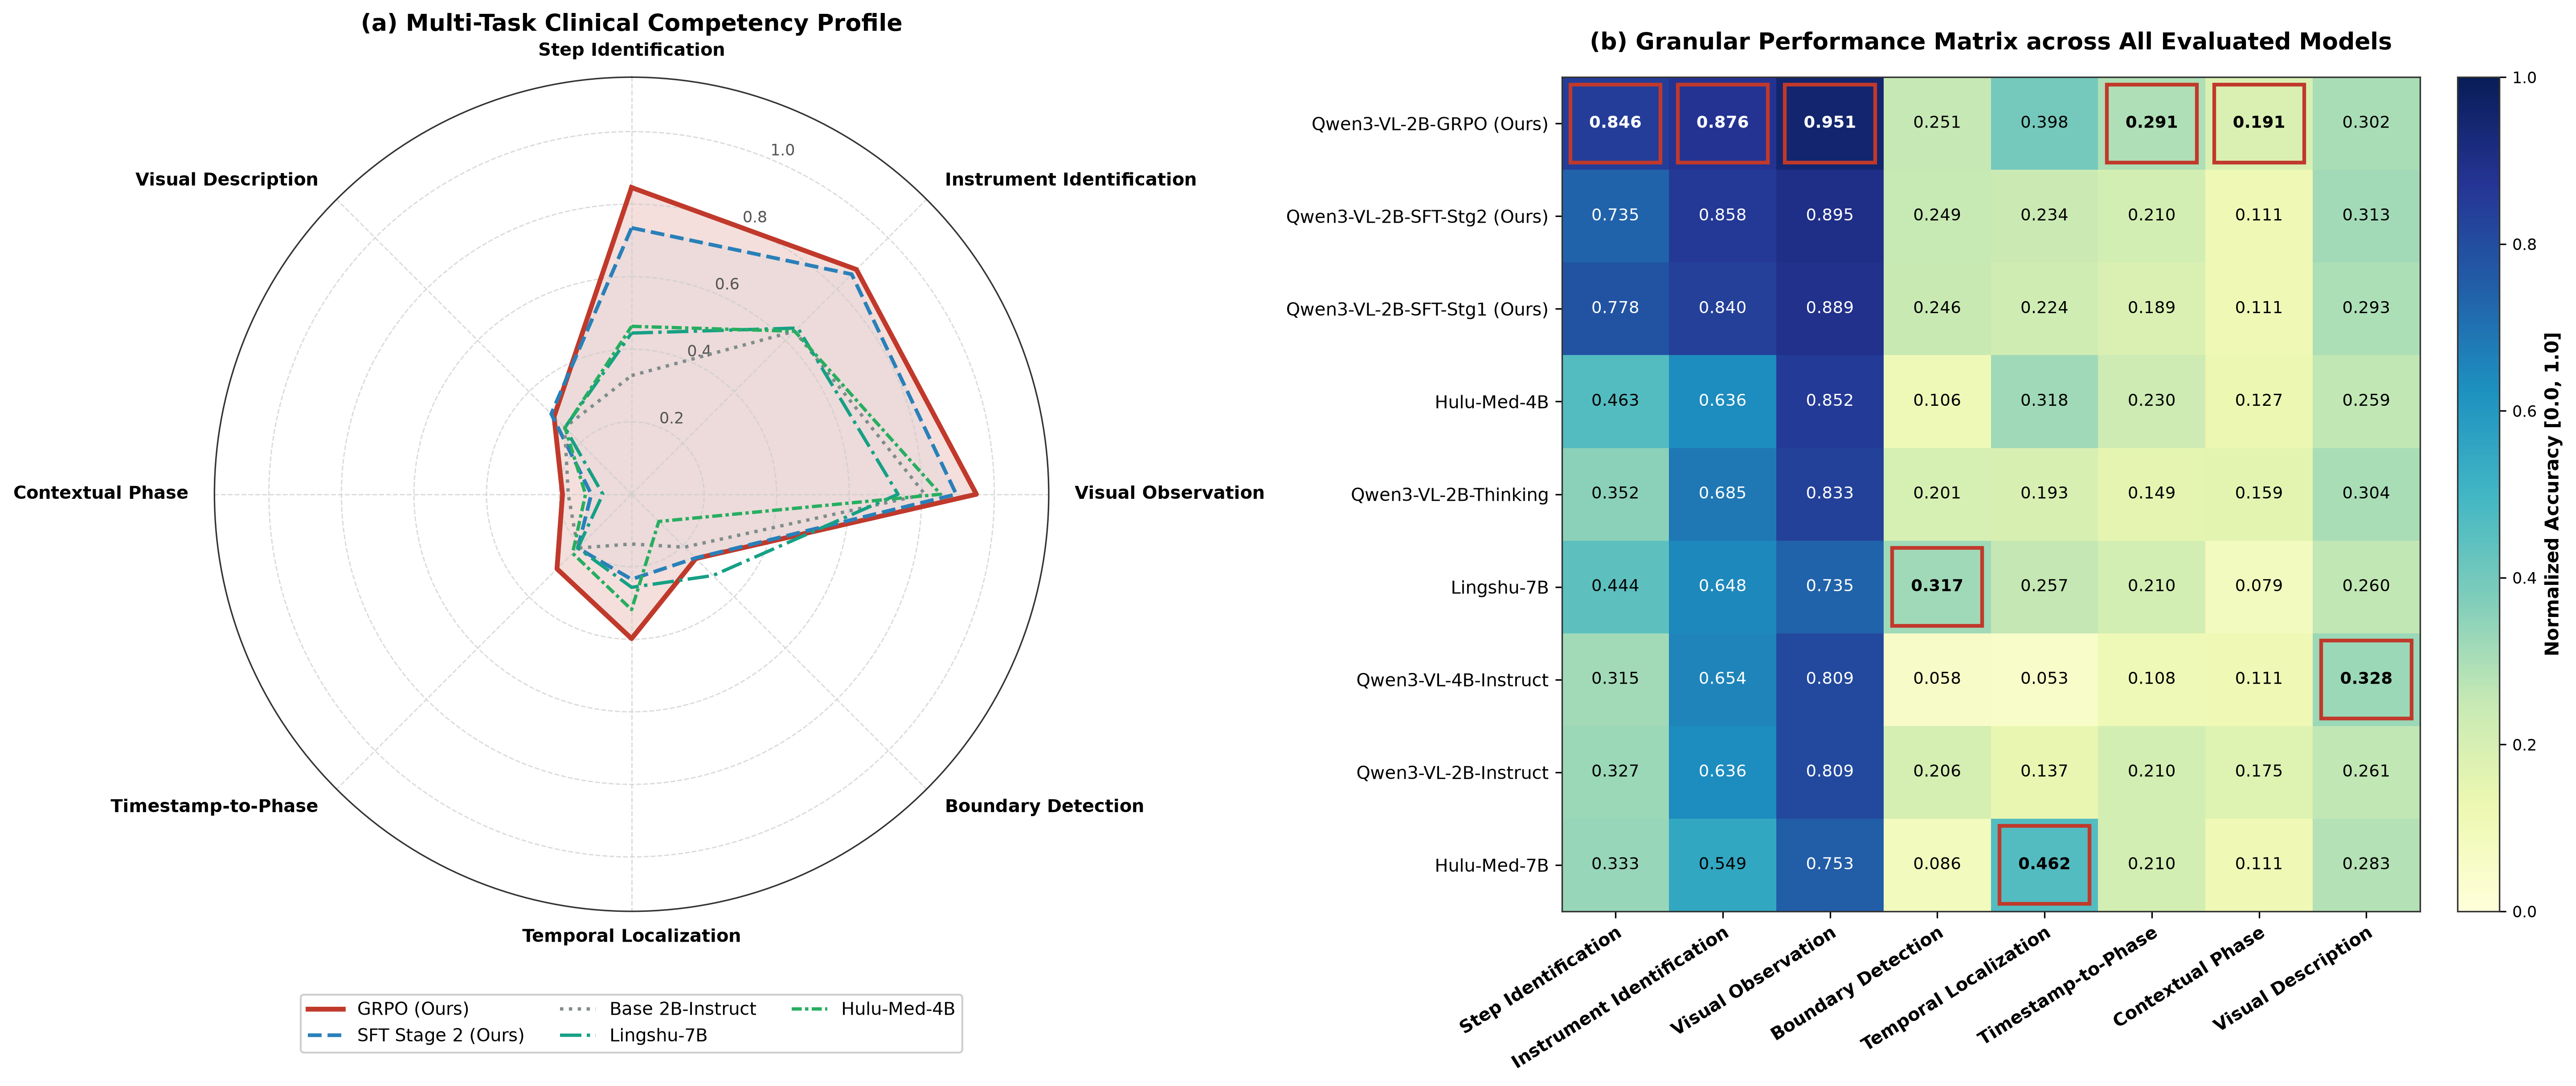 (a) Multi-Task Clinical Competency Profile
Step Identification
Visual Description
Instrument Identification
Contextual Phase
Visual Observation
Timestamp-to-Phase
Boundary Detection
Temporal Localization
1.0
0.8
0.6
0.4
0.2
GRPO (Ours)
SFT Stage 2 (Ours)
Base 2B-Instruct
Lingshu-7B
Hulu-Med-4B
(b) Granular Performance Matrix across All Evaluated Models
Qwen3-VL-2B-GRPO (Ours) 0.846 0.876 0.951 0.251 0.398 0.291 0.191 0.302
Qwen3-VL-2B-SFT-Stg2 (Ours) 0.735 0.858 0.895 0.249 0.234 0.210 0.111 0.313
Qwen3-VL-2B-SFT-Stg1 (Ours) 0.778 0.840 0.889 0.246 0.224 0.189 0.111 0.293
Hulu-Med-4B 0.463 0.636 0.852 0.106 0.318 0.230 0.127 0.259
Qwen3-VL-2B-Thinking 0.352 0.685 0.833 0.201 0.193 0.149 0.159 0.304
Lingshu-7B 0.444 0.648 0.735 0.317 0.257 0.210 0.079 0.260
Qwen3-VL-4B-Instruct 0.315 0.654 0.809 0.058 0.053 0.108 0.111 0.328
Qwen3-VL-2B-Instruct 0.327 0.636 0.809 0.206 0.137 0.210 0.175 0.261
Hulu-Med-7B 0.333 0.549 0.753 0.086 0.462 0.210 0.111 0.283
Step Identification
Instrument Identification
Visual Observation
Boundary Detection
Temporal Localization
Timestamp-to-Phase
Contextual Phase
Visual Description
1.0
0.8
0.6
0.4
0.2
0.0
Normalized Accuracy [0.0, 1.0]